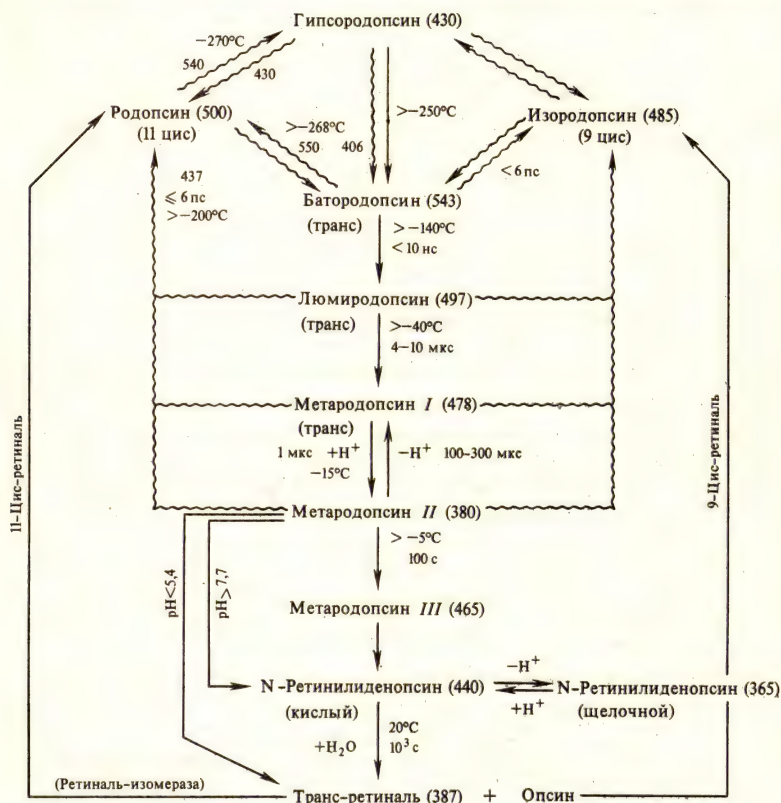 Гипсородопсин (430)
−270°C
540
430
>−250°C
Родопсин (500)
(11 цис)
>−268°C
550 406
Изородопсин (485)
(9 цис)
<6 пс
437
⩽ 6 пс
>−200°C
Батородопсин (543)
(транс)
>−140°C
<10 нс
Люмиродопсин (497)
(транс)
>−40°C
4−10 мкс
Метародопсин I (478)
(транс)
1 мкс +H⁺
−15°C
−H⁺ 100-300 мкс
Метародопсин II (380)
> −5°C
100 с
pH<5,4
pH>7,7
11-Цис-ретиналь
9-Цис-ретиналь
Метародопсин III (465)
N-Ретинилиденопсин (440)
(кислый)
−H⁺
+H⁺
N-Ретинилиденопсин (365)
(щелочной)
+H₂O
20°C
10³ с
(Ретиналь-изомераза)
Транс-ретиналь (387) + Опсин